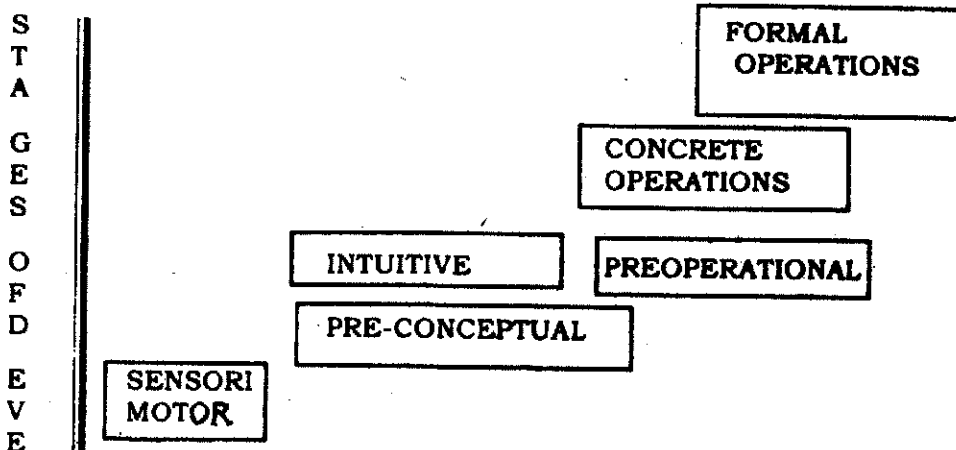 S
T
A
G
E
S
O
F
D
E
V
E
FORMAL
OPERATIONS
CONCRETE
OPERATIONS
INTUITIVE
PREOPERATIONAL
PRE-CONCEPTUAL
SENSORI
MOTOR